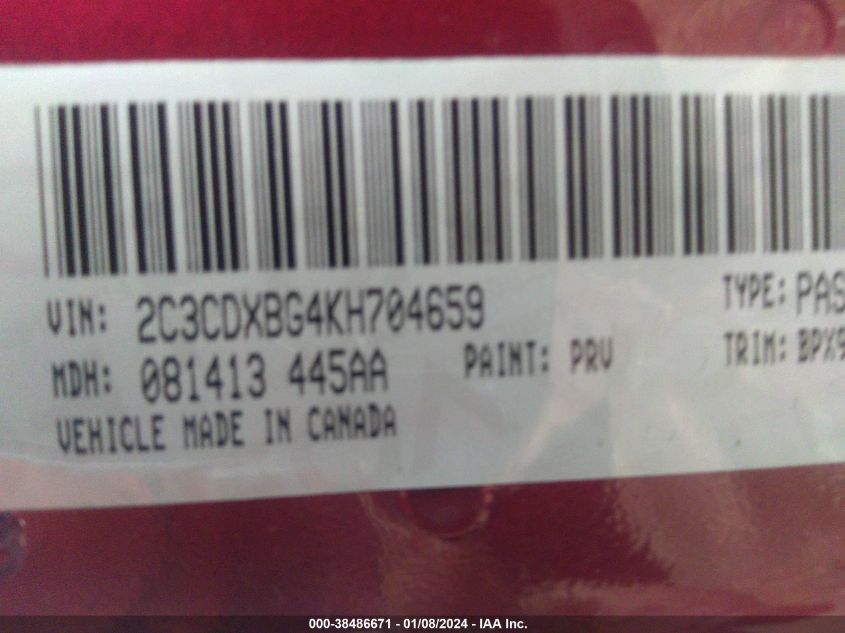 VIN: 2C3CDXBG4KH704659 TYPE: PAS
MDH: 081413 445AA PAINT: PRV TRIM: BPX9
VEHICLE MADE IN CANADA
000-38486671 - 01/08/2024 - IAA Inc.